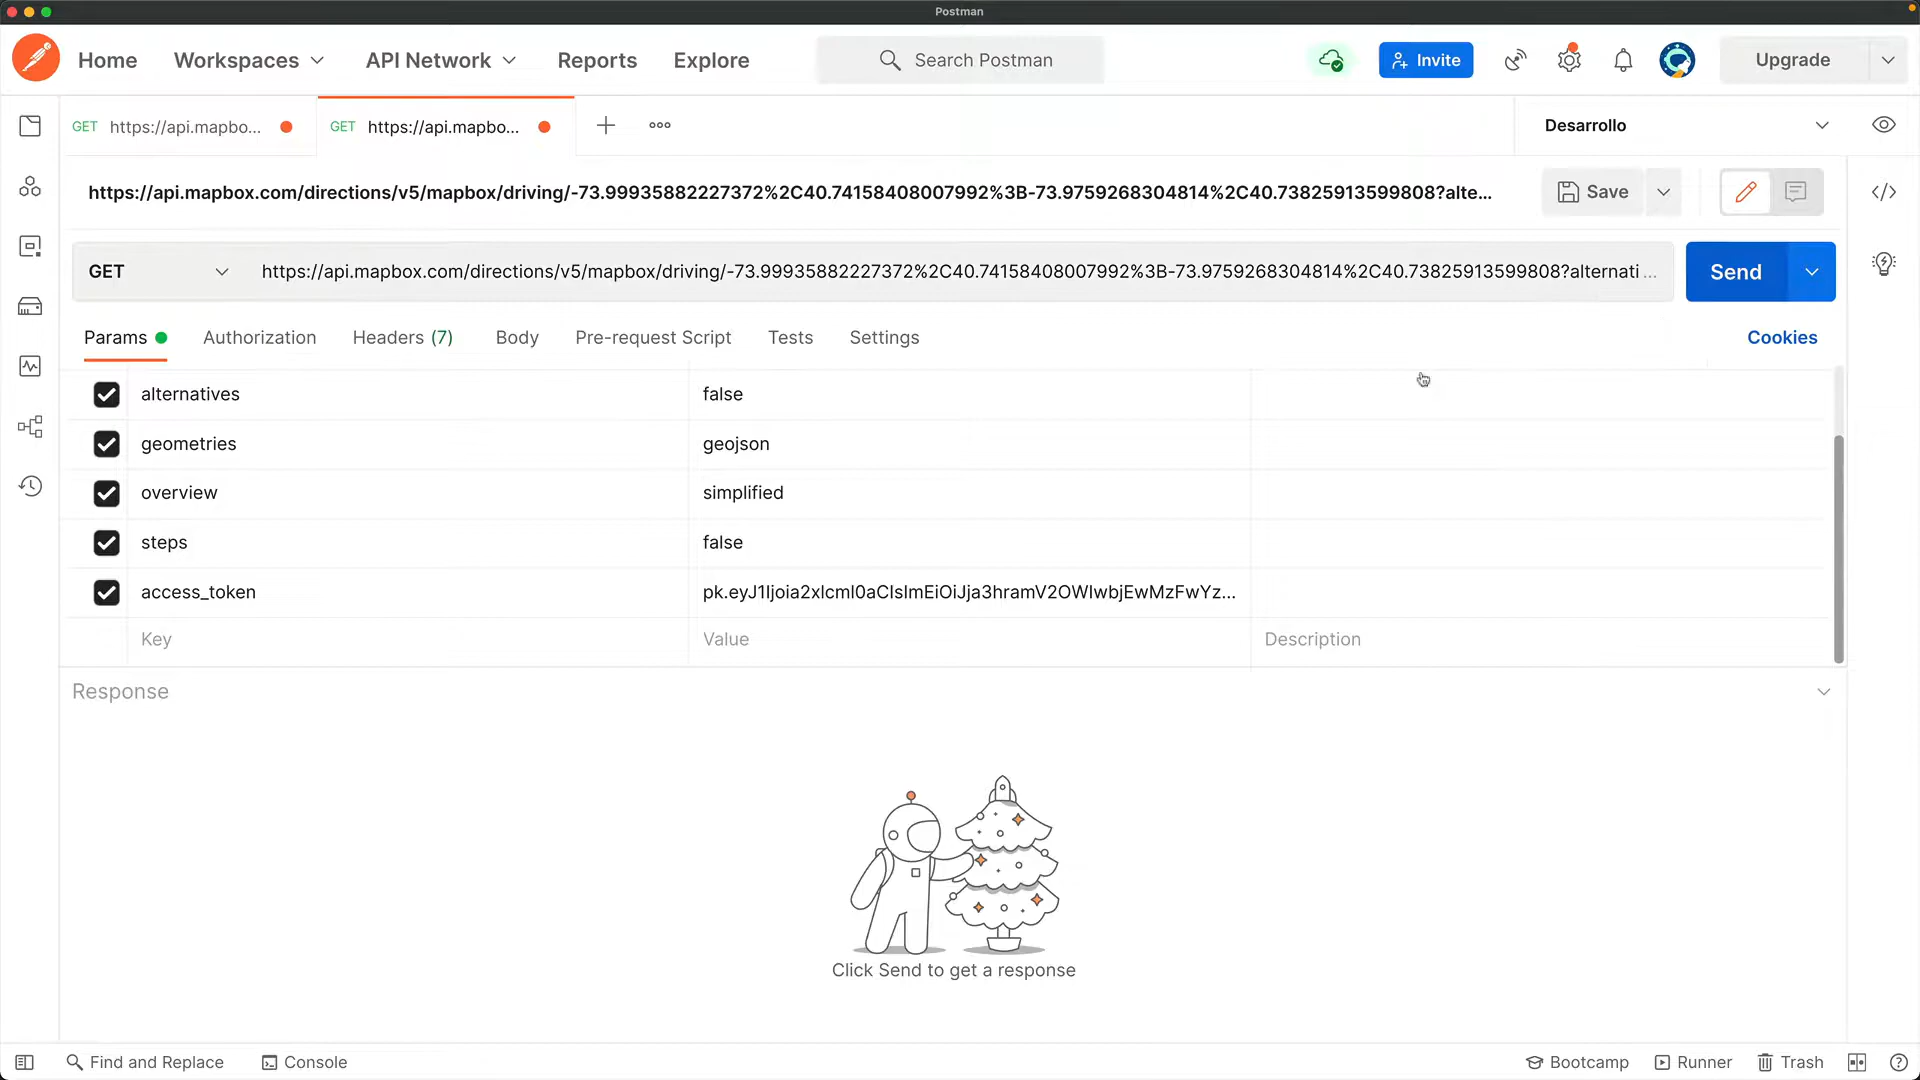 Postman
Home
Workspaces
API Network
Reports
Explore
Search Postman
Invite
Upgrade
GET https://api.mapbo...
GET https://api.mapbo...
Desarrollo
https://api.mapbox.com/directions/v5/mapbox/driving/-73.99935882227372%2C40.74158408007992%3B-73.9759268304814%2C40.73825913599808?alte...
Save
GET
https://api.mapbox.com/directions/v5/mapbox/driving/-73.99935882227372%2C40.74158408007992%3B-73.9759268304814%2C40.73825913599808?alternati ...
Send
Params
Authorization
Headers (7)
Body
Pre-request Script
Tests
Settings
Cookies
alternatives false
geometries geojson
overview simplified
steps false
access_token pk.eyJ1Ijoia2xlcml0aCIsImEiOiJja3hramV2OWIwbjEwMzFwYz...
Key Value Description
Response
Click Send to get a response
Find and Replace
Console
Bootcamp
Runner
Trash